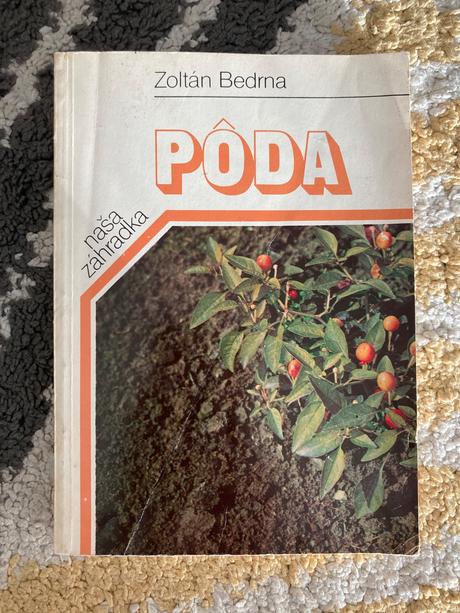 Zoltán Bedrna
PÔDA
naša
záhradka